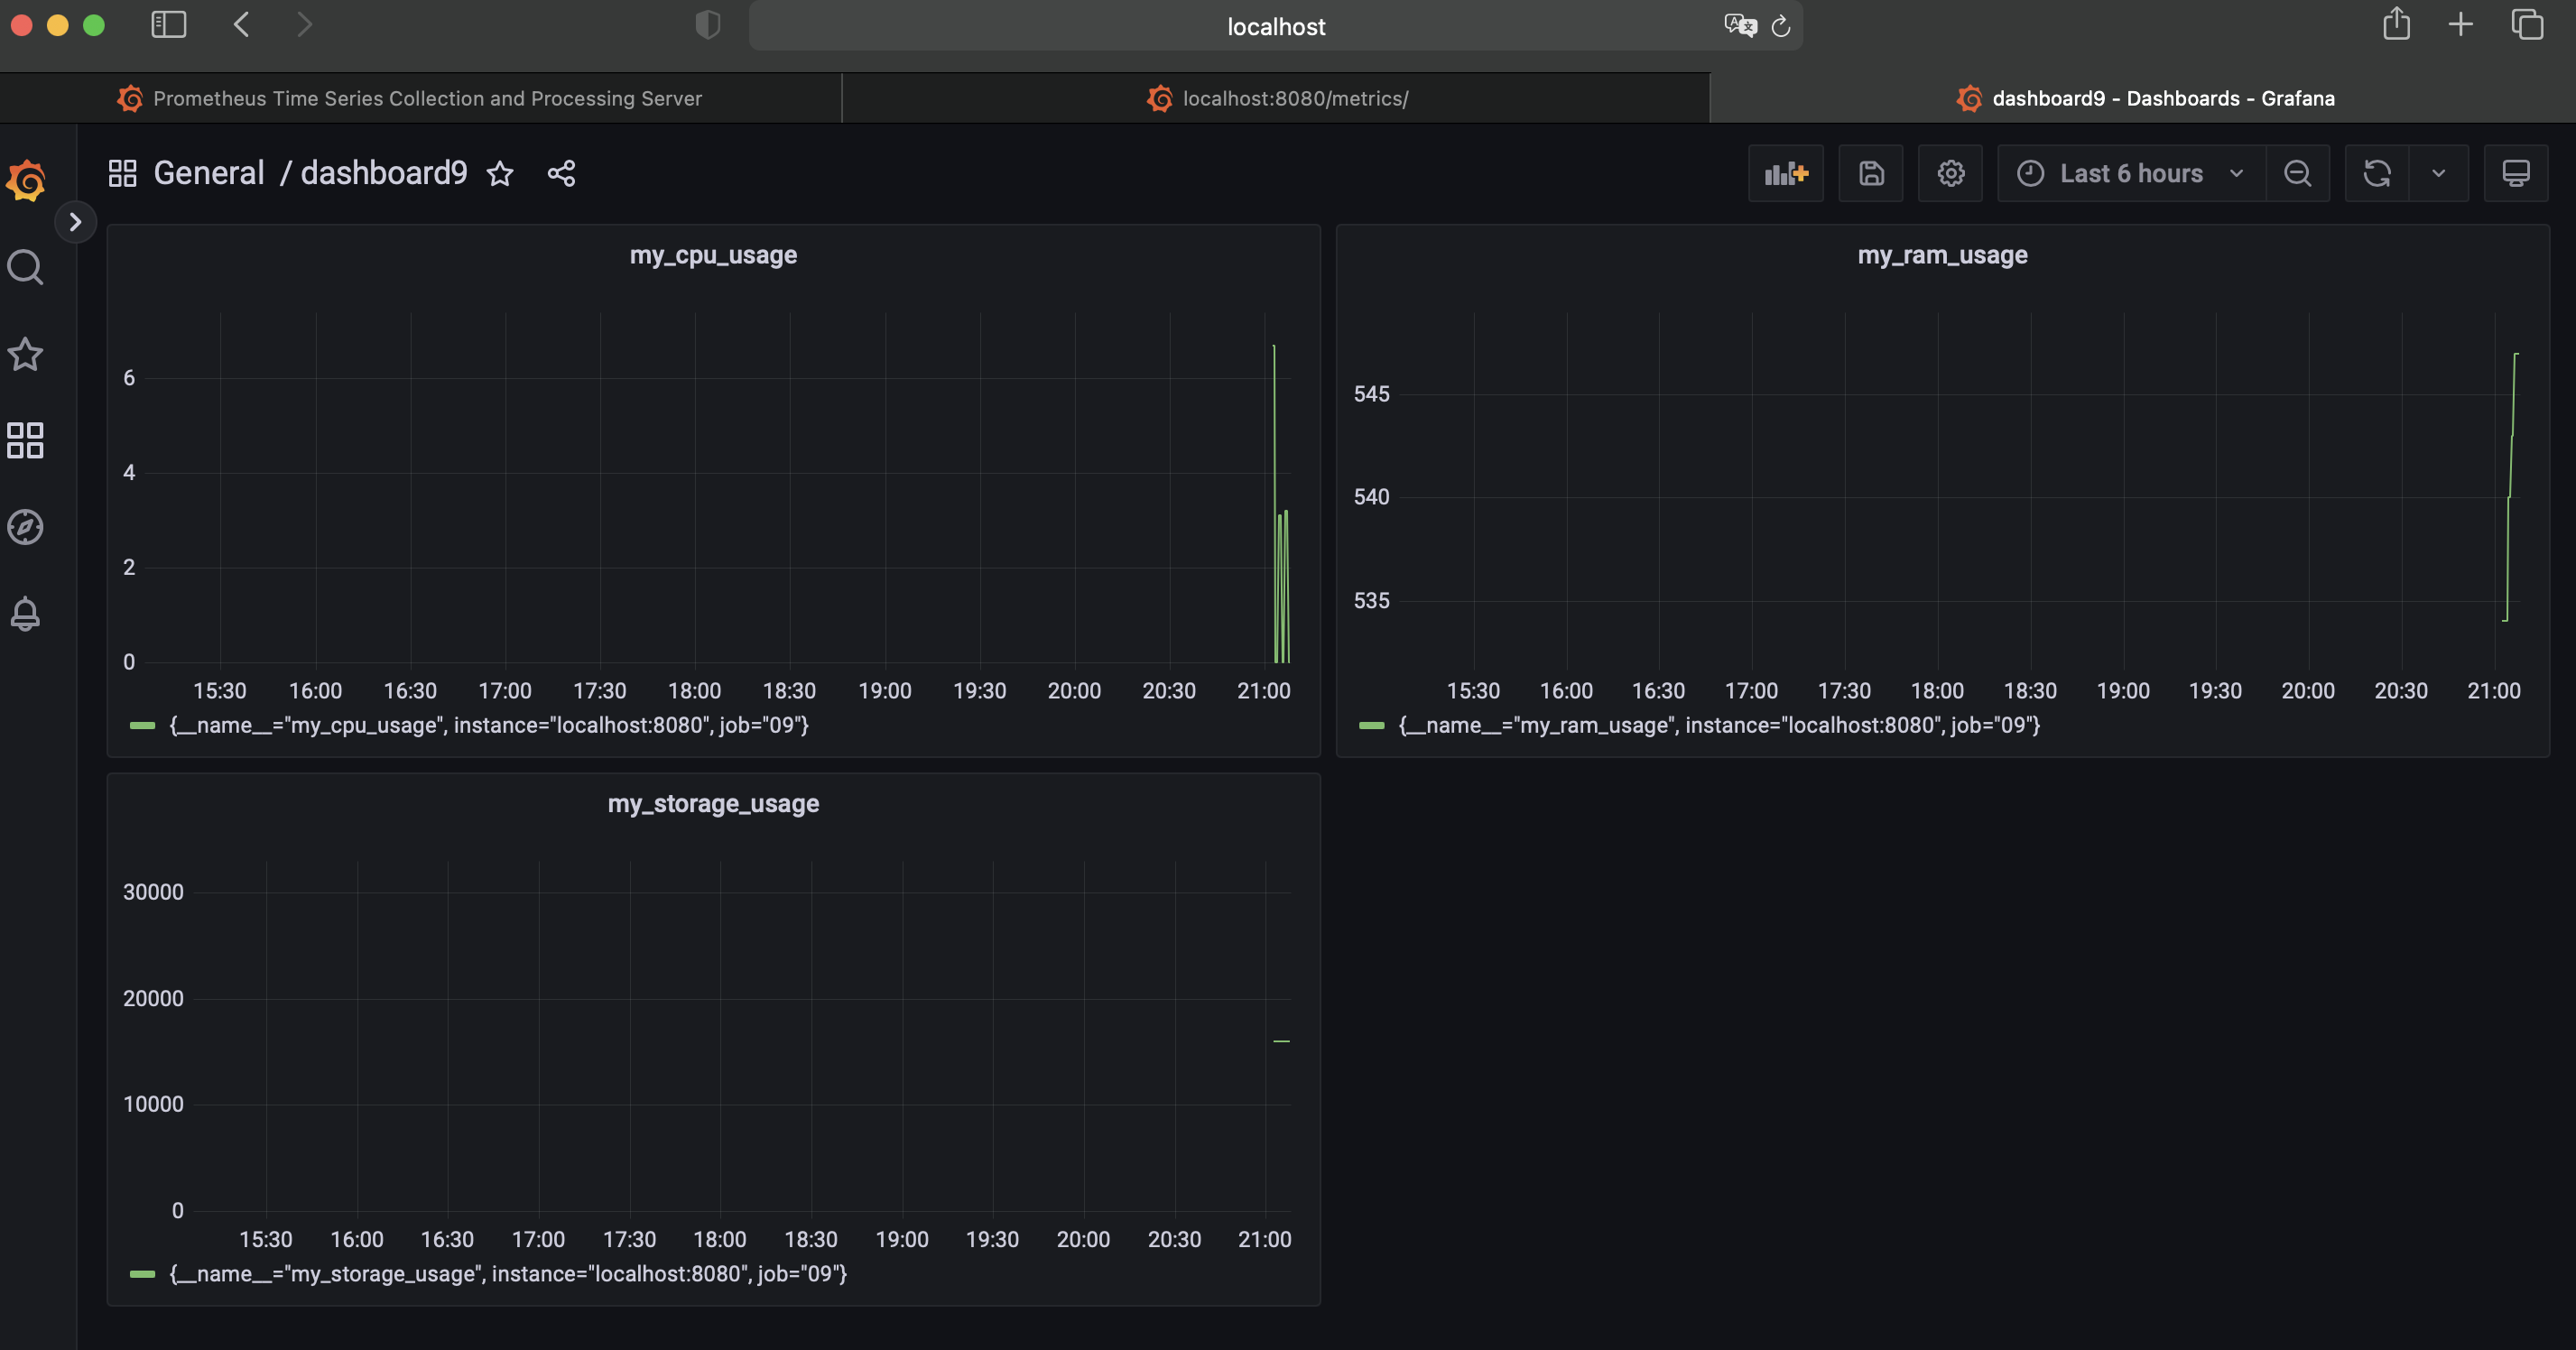 localhost
Prometheus Time Series Collection and Processing Server
localhost:8080/metrics/
dashboard9 - Dashboards - Grafana
General / dashboard9
Last 6 hours
my_cpu_usage
6
4
2
0
15:30 16:00 16:30 17:00 17:30 18:00 18:30 19:00 19:30 20:00 20:30 21:00
{__name__="my_cpu_usage", instance="localhost:8080", job="09"}
my_ram_usage
545
540
535
15:30 16:00 16:30 17:00 17:30 18:00 18:30 19:00 19:30 20:00 20:30 21:00
{__name__="my_ram_usage", instance="localhost:8080", job="09"}
my_storage_usage
30000
20000
10000
0
15:30 16:00 16:30 17:00 17:30 18:00 18:30 19:00 19:30 20:00 20:30 21:00
{__name__="my_storage_usage", instance="localhost:8080", job="09"}